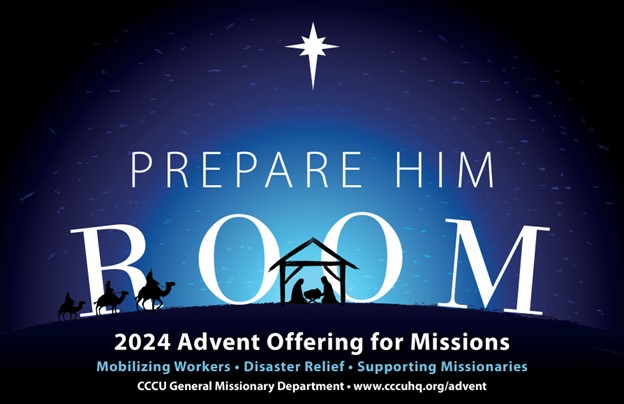 PREPARE HIM
ROOM
2024 Advent Offering for Missions
Mobilizing Workers • Disaster Relief • Supporting Missionaries
CCCU General Missionary Department • www.cccuhq.org/advent